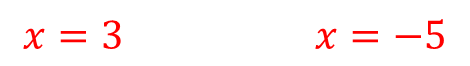 x = 3 x = −5